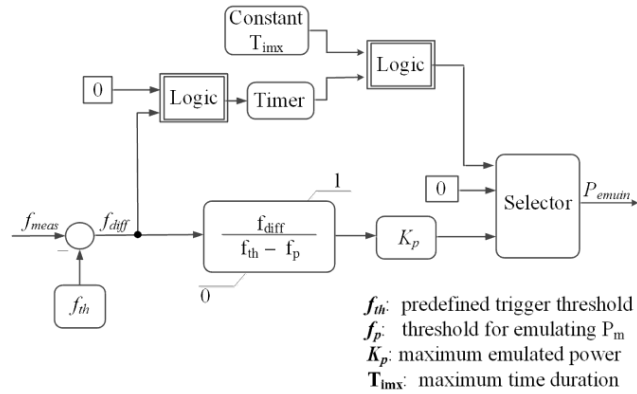 Constant
T_imx
Logic
0
Logic
Timer
1
0
Selector
P_emuin
f_meas
f_diff
f_diff
f_th − f_p
K_p
−
f_th
0
f_th: predefined trigger threshold
f_p: threshold for emulating P_m
K_p: maximum emulated power
T_imx: maximum time duration